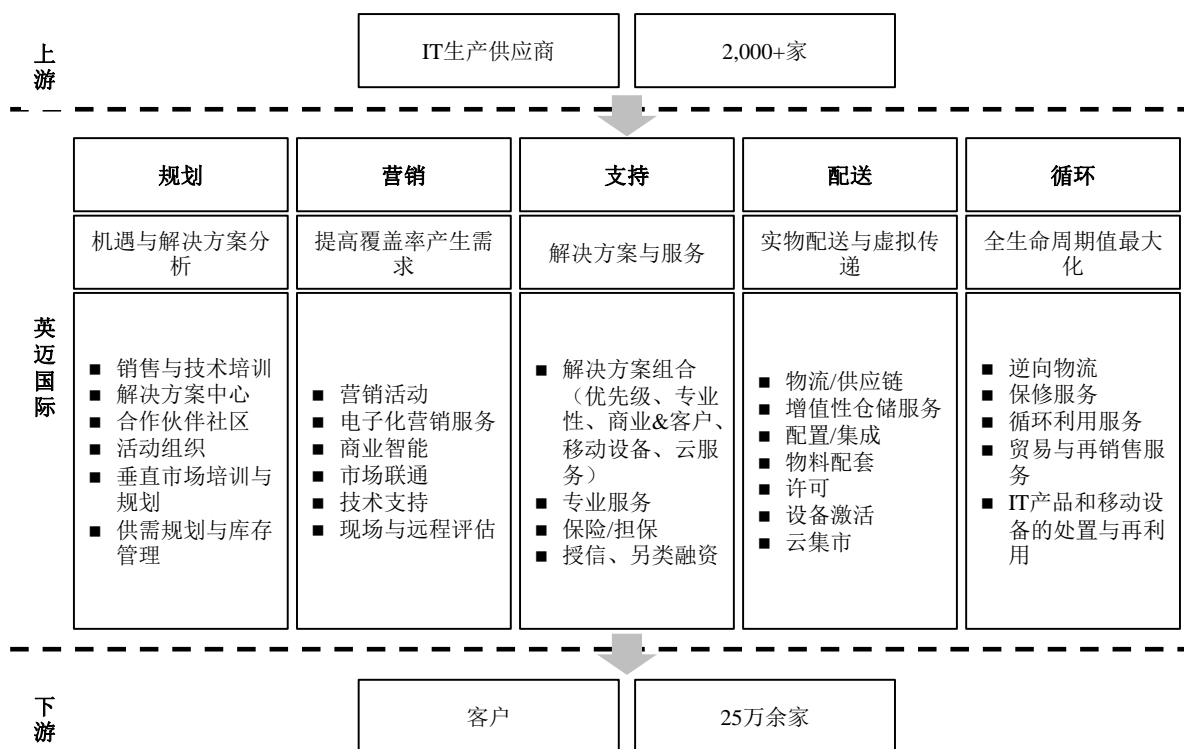 上
游
IT生产供应商
2,000+家
英
迈
国
际
规划
机遇与解决方案分
析
■ 销售与技术培训
■ 解决方案中心
■ 合作伙伴社区
■ 活动组织
■ 垂直市场培训与
规划
■ 供需规划与库存
管理
营销
提高覆盖率产生需
求
■ 营销活动
■ 电子化营销服务
■ 商业智能
■ 市场联通
■ 技术支持
■ 现场与远程评估
支持
解决方案与服务
■ 解决方案组合
（优先级、专业
性、商业&客户、
移动设备、云服
务）
■ 专业服务
■ 保险/担保
■ 授信、另类融资
配送
实物配送与虚拟传
递
■ 物流/供应链
■ 增值性仓储服务
■ 配置/集成
■ 物料配套
■ 许可
■ 设备激活
■ 云集市
循环
全生命周期值最大
化
■ 逆向物流
■ 保修服务
■ 循环利用服务
■ 贸易与再销售服
务
■ IT产品和移动设
备的处置与再利
用
下
游
客户
25万余家